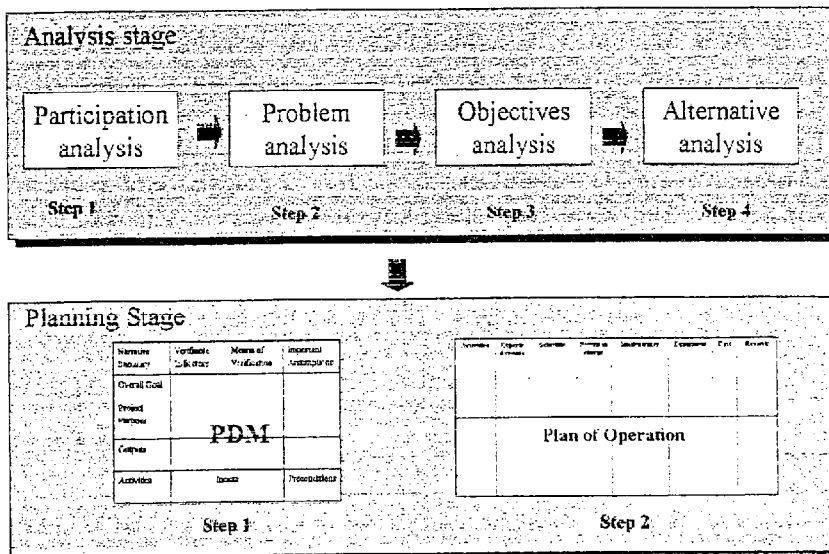 Analysis stage
Participation analysis
Problem analysis
Objectives analysis
Alternative analysis
Step 1
Step 2
Step 3
Step 4
Planning Stage
Narrative Summary
Verifiable Indicators
Means of Verification
Important Assumption
Overall Goal
Project Purpose
PDM
Outputs
Activities
Inputs
Preconditions
Step 1
Schedule
Plan of Operation
Step 2